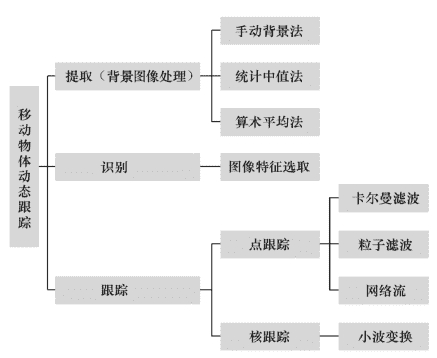 移动物体动态跟踪
提取（背景图像处理）
手动背景法
统计中值法
算术平均法
识别
图像特征选取
跟踪
点跟踪
卡尔曼滤波
粒子滤波
网络流
核跟踪
小波变换